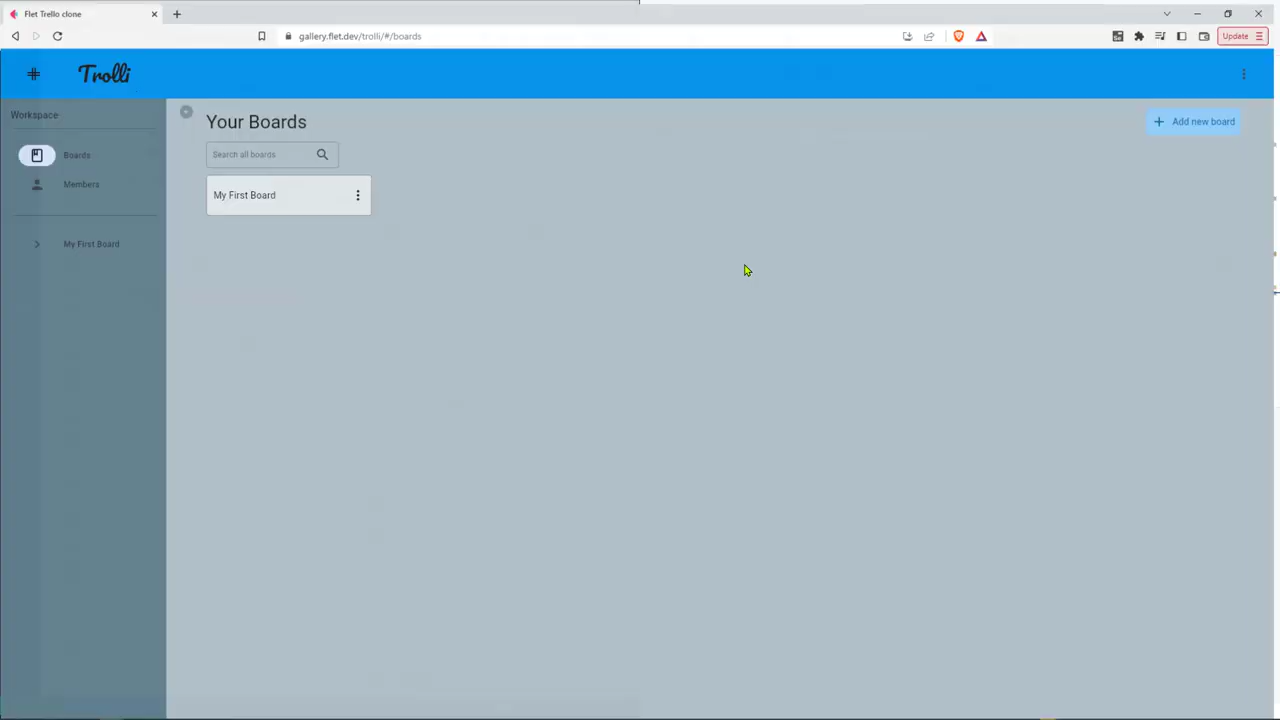 Flet Trello clone
gallery.flet.dev/trolli/#/boards
Update
Trolli
Workspace
Your Boards
Add new board
Boards
Search all boards
Members
My First Board
My First Board